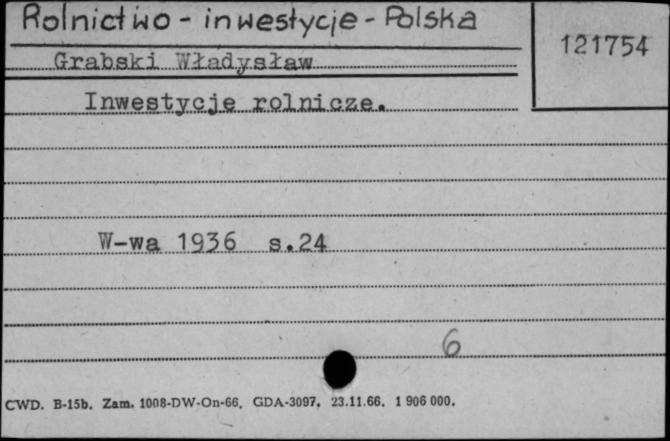 Rolnictwo - inwestycje - Polska
121754
Grabski Władysław
Inwestycje rolnicze.
W-wa 1936 s.24
6
CWD. B-15b. Zam. 1008-DW-On-66. GDA-3097. 23.11.66. 1 906 000.